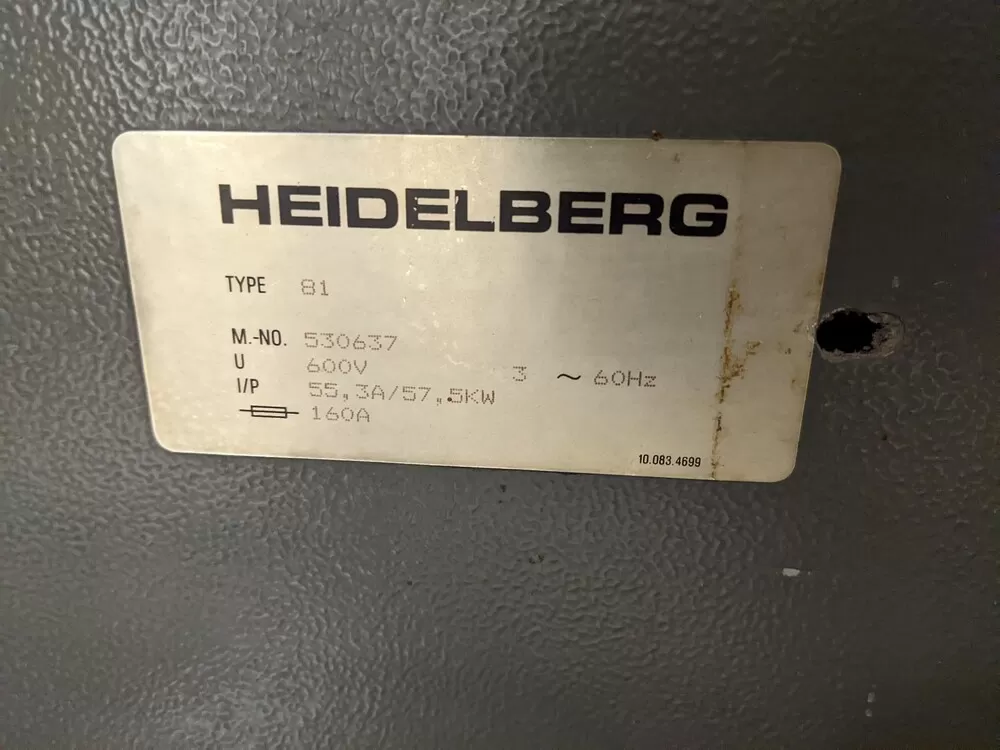 HEIDELBERG
TYPE 81
M.-NO. 530637
U 600V 3 ~ 60Hz
I/P 55,3A/57,5KW
160A
10.083.4699